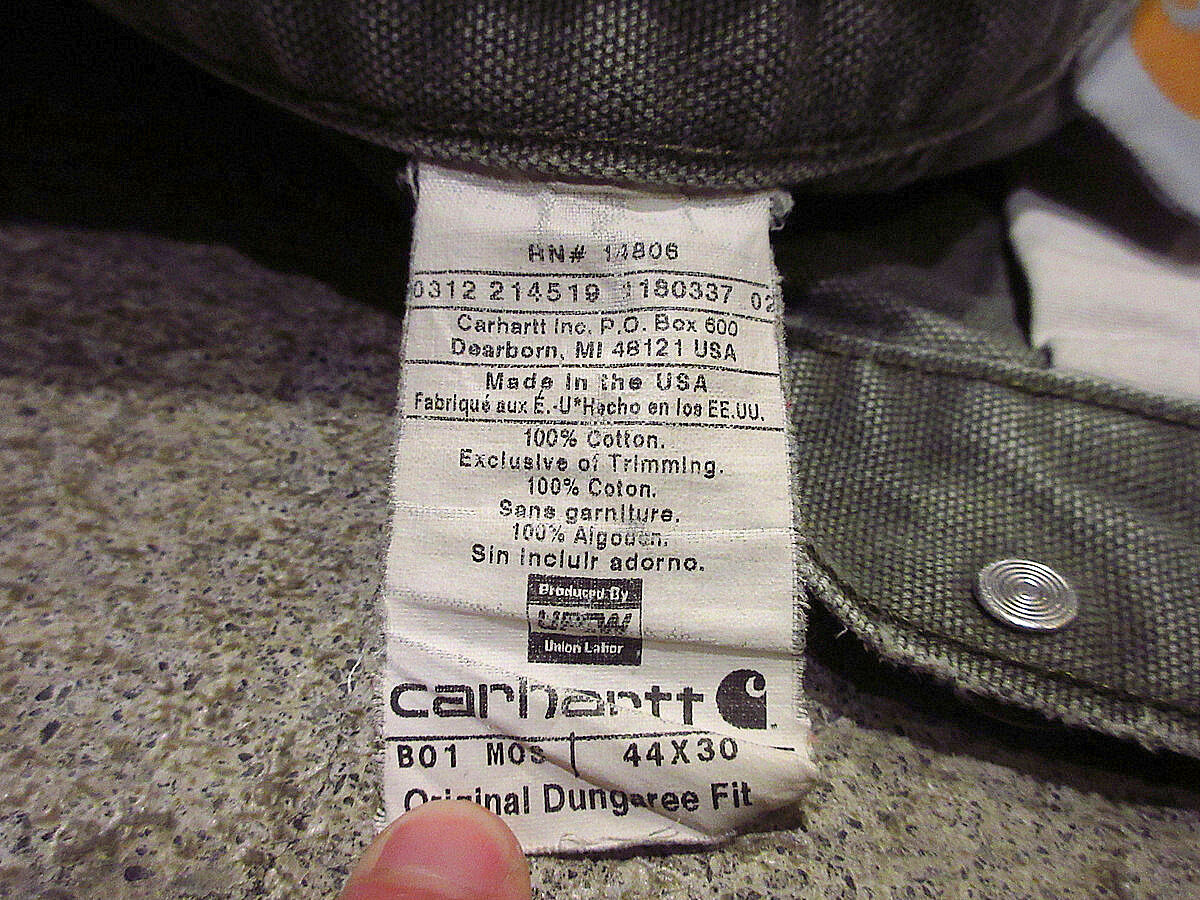 RN# 14806
0312 214519 1180337 02
Carhartt Inc. P.O. Box 600
Dearborn, MI 48121 USA
Made in the USA
Fabriqué aux É.-U*Hecho en los EE.UU.
100% Cotton.
Exclusive of Trimming.
100% Coton.
Sans garniture.
100% Algodon.
Sin incluir adorno.
Produced By
UFCW
Union Labor
carhartt
B01 MOS | 44X30
Original Dungaree Fit